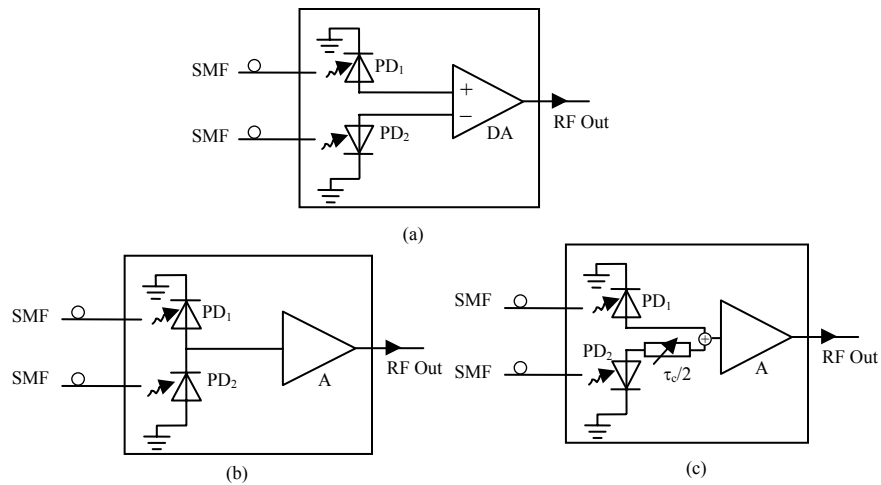 SMF
PD₁
SMF
PD₂
+
−
DA
RF Out
(a)
SMF
PD₁
SMF
PD₂
A
RF Out
(b)
SMF
PD₁
SMF
PD₂
+
τc/2
A
RF Out
(c)